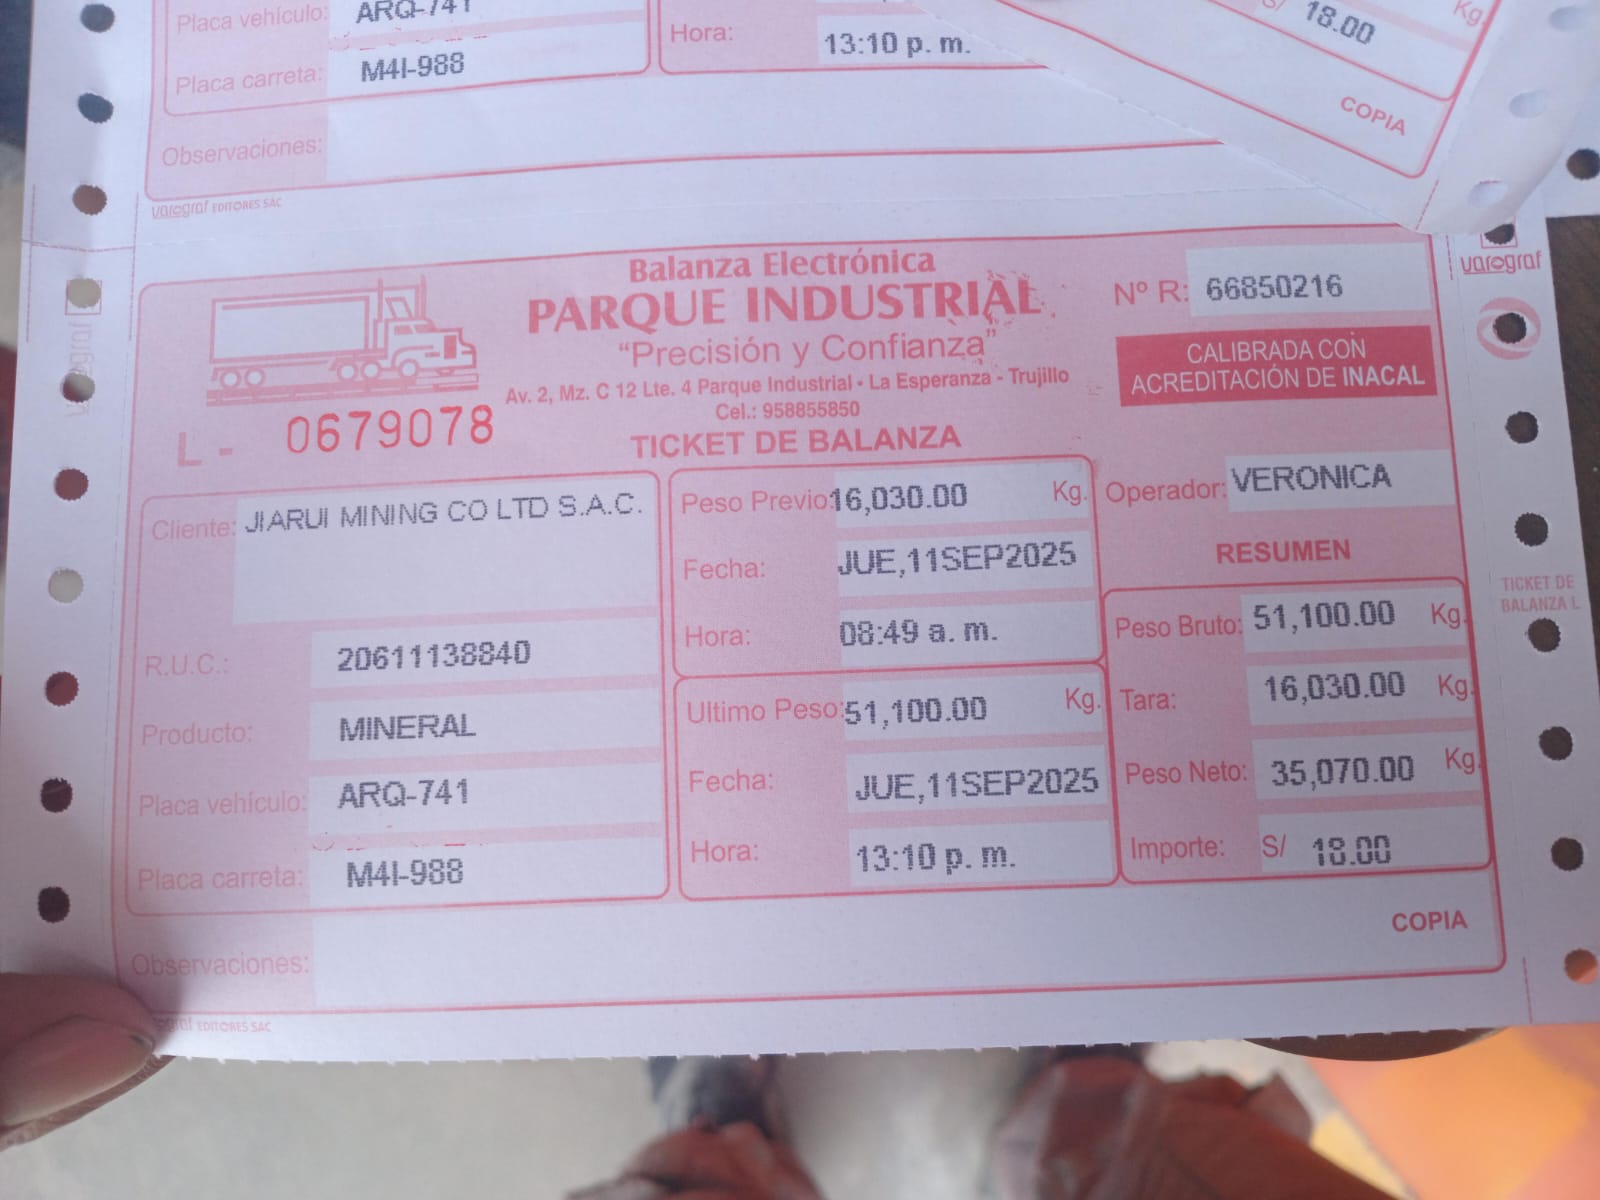 Placa vehículo: ARQ-741
Placa carreta: M4I-988
Hora: 13:10 p. m.
Observaciones:
S/ 18.00 Kg.
COPIA
varograf EDITORES SAC
Balanza Electrónica
PARQUE INDUSTRIAL
"Precisión y Confianza"
Av. 2, Mz. C 12 Lte. 4 Parque Industrial • La Esperanza - Trujillo
Cel.: 958855850
TICKET DE BALANZA
L - 0679078
Nº R: 66850216
CALIBRADA CON
ACREDITACIÓN DE INACAL
varograf
varograf
Cliente: JIARUI MINING CO LTD S.A.C.
R.U.C.: 20611138840
Producto: MINERAL
Placa vehículo: ARQ-741
Placa carreta: M4I-988
Peso Previo: 16,030.00 Kg.
Fecha: JUE,11SEP2025
Hora: 08:49 a. m.
Ultimo Peso: 51,100.00 Kg.
Fecha: JUE,11SEP2025
Hora: 13:10 p. m.
Operador: VERONICA
RESUMEN
Peso Bruto: 51,100.00 Kg.
Tara: 16,030.00 Kg.
Peso Neto: 35,070.00 Kg.
Importe: S/ 18.00
TICKET DE
BALANZA L
COPIA
Observaciones:
varograf EDITORES SAC